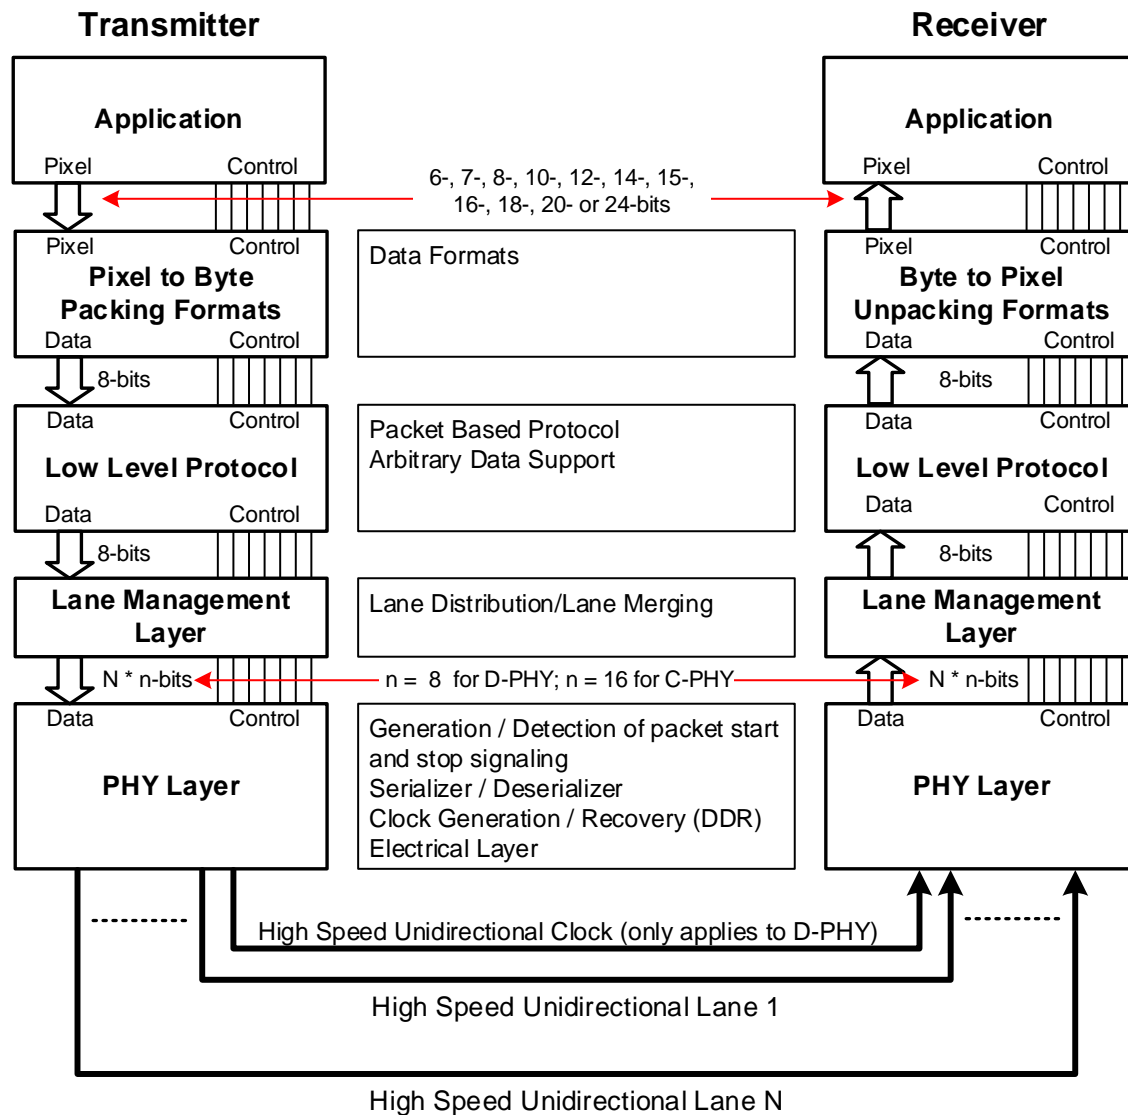 Transmitter
Receiver
Application
Pixel
Control
Application
Pixel
Control
6-, 7-, 8-, 10-, 12-, 14-, 15-,
16-, 18-, 20- or 24-bits
Pixel
Control
Pixel to Byte
Packing Formats
Data
Control
Data Formats
Pixel
Control
Byte to Pixel
Unpacking Formats
Data
Control
8-bits
8-bits
Data
Control
Low Level Protocol
Data
Control
Packet Based Protocol
Arbitrary Data Support
Data
Control
Low Level Protocol
Data
Control
8-bits
8-bits
Lane Management
Layer
Lane Distribution/Lane Merging
Lane Management
Layer
N * n-bits
n = 8 for D-PHY; n = 16 for C-PHY
N * n-bits
Data
Control
PHY Layer
Generation / Detection of packet start
and stop signaling
Serializer / Deserializer
Clock Generation / Recovery (DDR)
Electrical Layer
Data
Control
PHY Layer
High Speed Unidirectional Clock (only applies to D-PHY)
High Speed Unidirectional Lane 1
High Speed Unidirectional Lane N